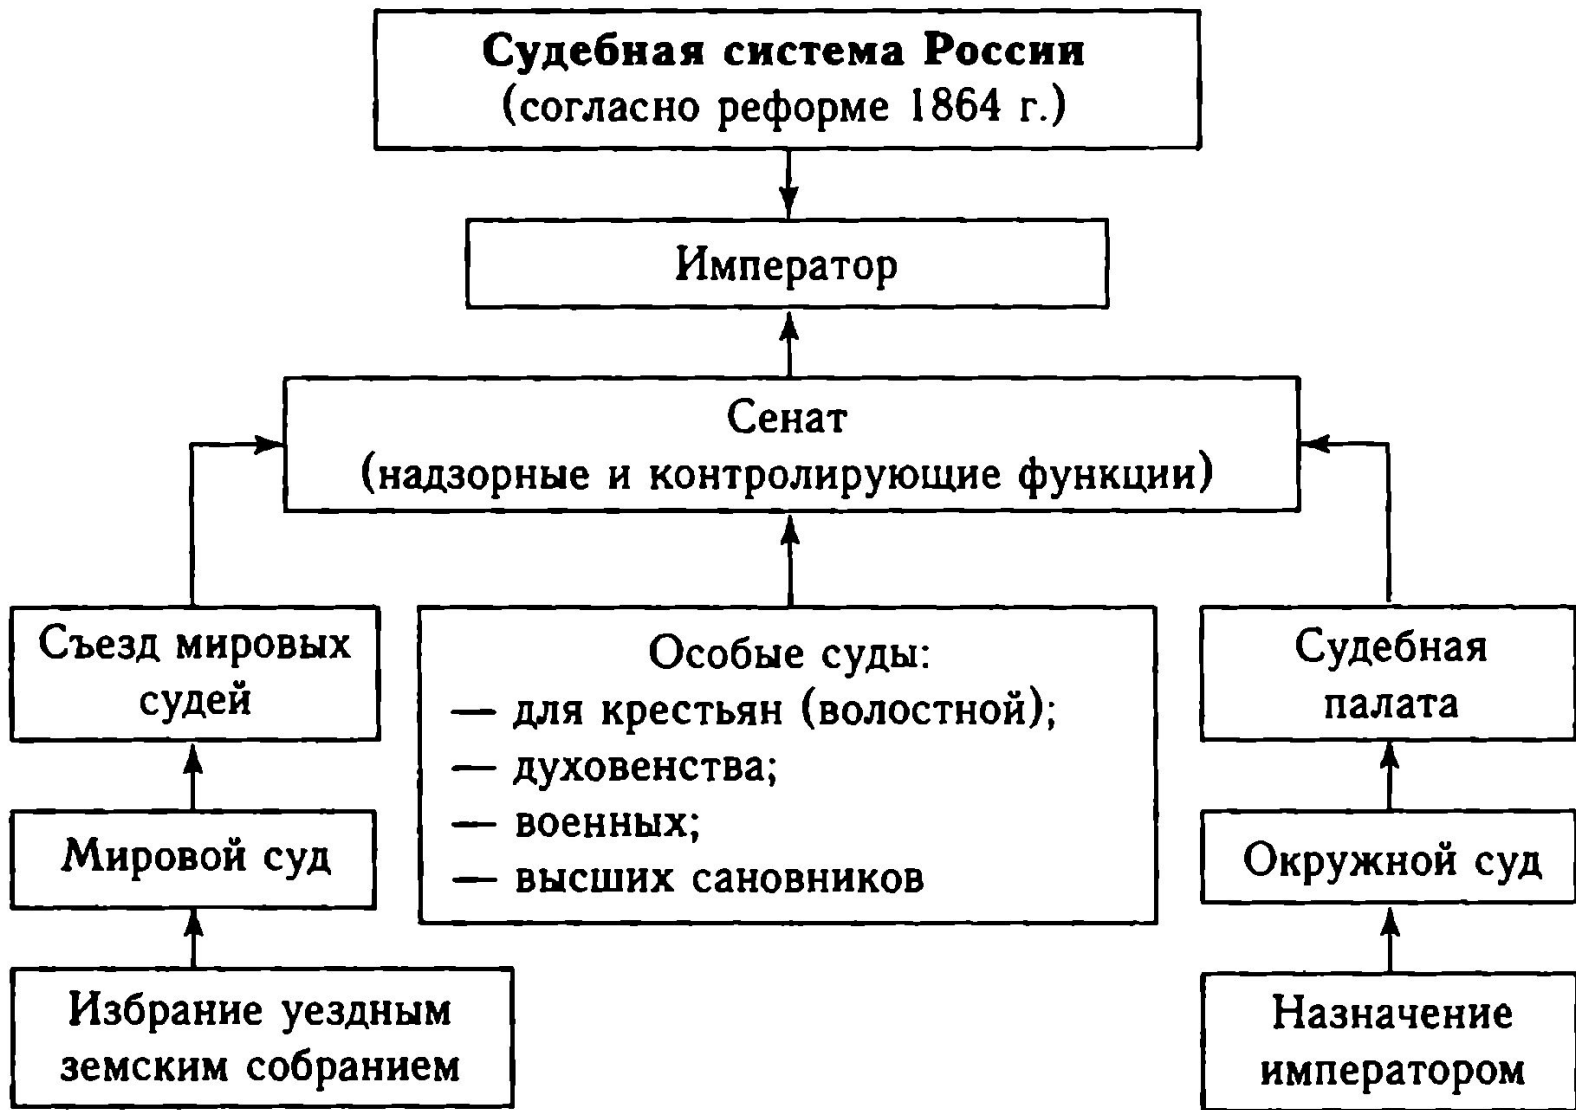 Судебная система России
(согласно реформе 1864 г.)
Император
Сенат
(надзорные и контролирующие функции)
Съезд мировых
судей
Мировой суд
Избрание уездным
земским собранием
Особые суды:
— для крестьян (волостной);
— духовенства;
— военных;
— высших сановников
Судебная
палата
Окружной суд
Назначение
императором